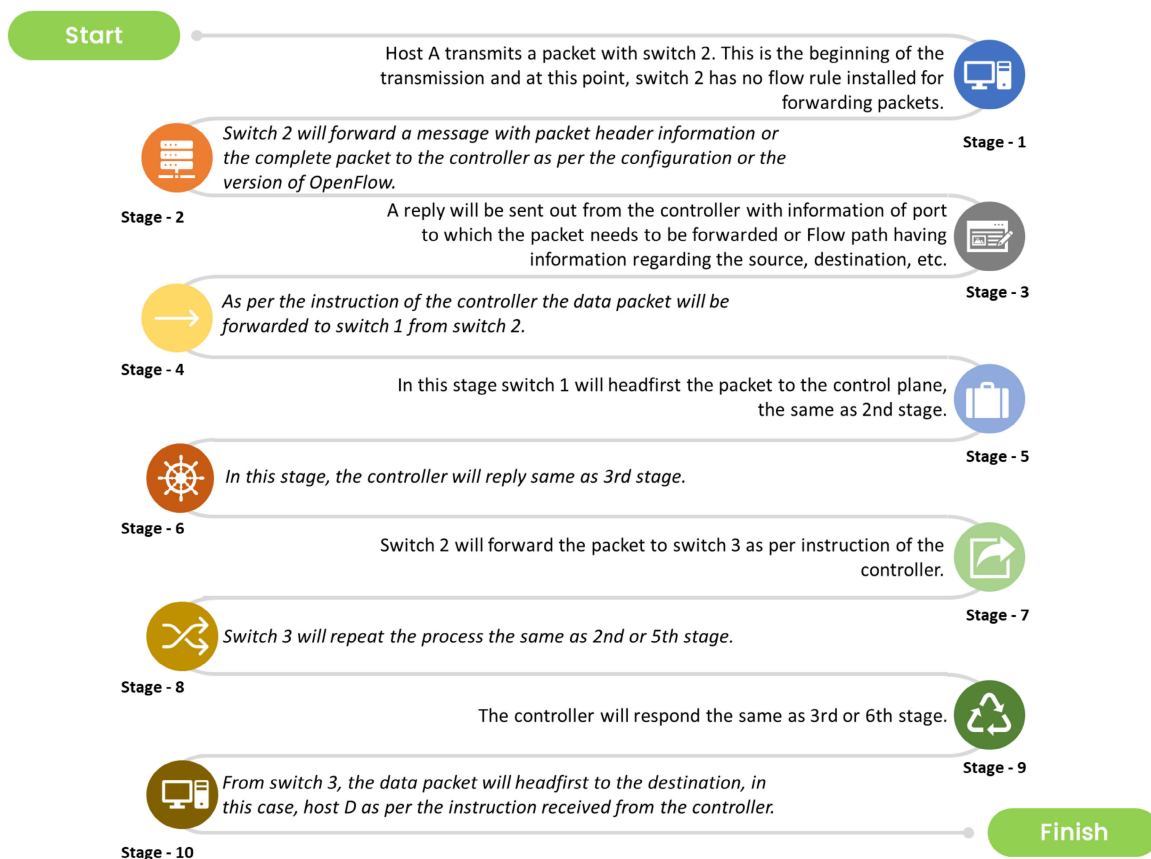 Start
Host A transmits a packet with switch 2. This is the beginning of the
transmission and at this point, switch 2 has no flow rule installed for
forwarding packets.
Stage - 1
Switch 2 will forward a message with packet header information or
the complete packet to the controller as per the configuration or the
version of OpenFlow.
Stage - 2
A reply will be sent out from the controller with information of port
to which the packet needs to be forwarded or Flow path having
information regarding the source, destination, etc.
Stage - 3
As per the instruction of the controller the data packet will be
forwarded to switch 1 from switch 2.
Stage - 4
In this stage switch 1 will headfirst the packet to the control plane,
the same as 2nd stage.
Stage - 5
In this stage, the controller will reply same as 3rd stage.
Stage - 6
Switch 2 will forward the packet to switch 3 as per instruction of the
controller.
Stage - 7
Switch 3 will repeat the process the same as 2nd or 5th stage.
Stage - 8
The controller will respond the same as 3rd or 6th stage.
Stage - 9
From switch 3, the data packet will headfirst to the destination, in
this case, host D as per the instruction received from the controller.
Stage - 10
Finish